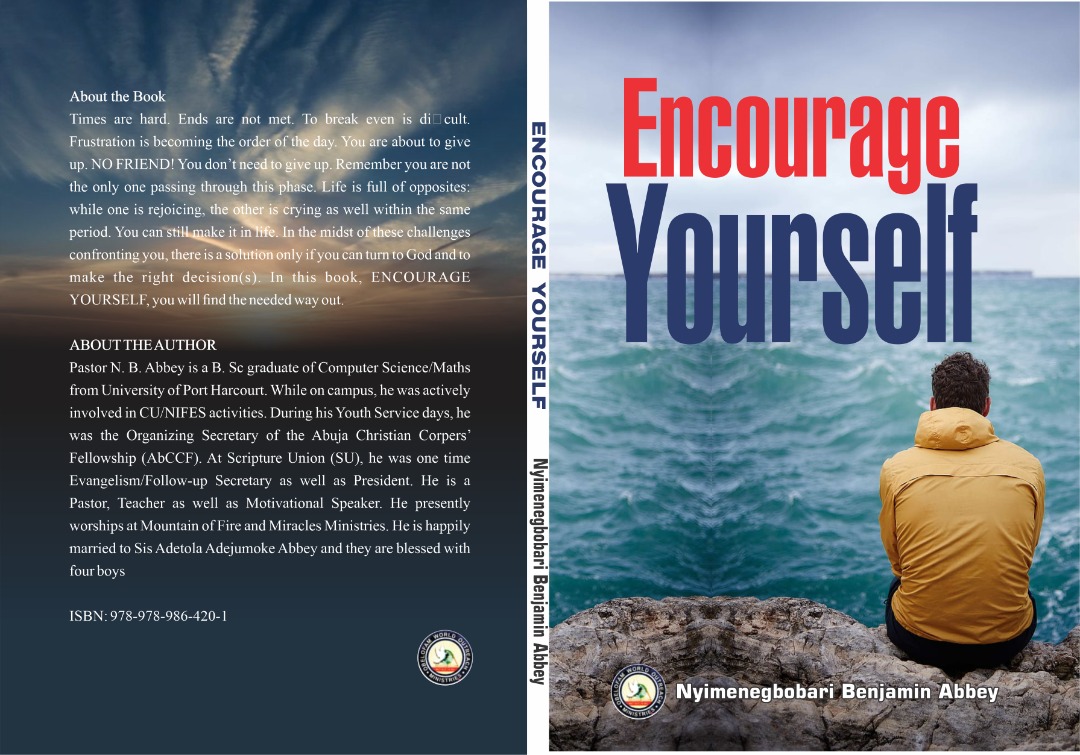 About the Book
Times are hard. Ends are not met. To break even is di□cult.
Frustration is becoming the order of the day. You are about to give
up. NO FRIEND! You don't need to give up. Remember you are not
the only one passing through this phase. Life is full of opposites:
while one is rejoicing, the other is crying as well within the same
period. You can still make it in life. In the midst of these challenges
confronting you, there is a solution only if you can turn to God and to
make the right decision(s). In this book, ENCOURAGE
YOURSELF, you will find the needed way out.
ABOUT THE AUTHOR
Pastor N. B. Abbey is a B. Sc graduate of Computer Science/Maths
from University of Port Harcourt. While on campus, he was actively
involved in CU/NIFES activities. During his Youth Service days, he
was the Organizing Secretary of the Abuja Christian Corpers'
Fellowship (AbCCF). At Scripture Union (SU), he was one time
Evangelism/Follow-up Secretary as well as President. He is a
Pastor, Teacher as well as Motivational Speaker. He presently
worships at Mountain of Fire and Miracles Ministries. He is happily
married to Sis Adetola Adejumoke Abbey and they are blessed with
four boys
ISBN: 978-978-986-420-1
WORLD OUTREACH
MINISTRIES
ENCOURAGE YOURSELF
Nyimenegbobari Benjamin Abbey
Encourage
Yourself
WORLD OUTREACH
MINISTRIES
Nyimenegbobari Benjamin Abbey